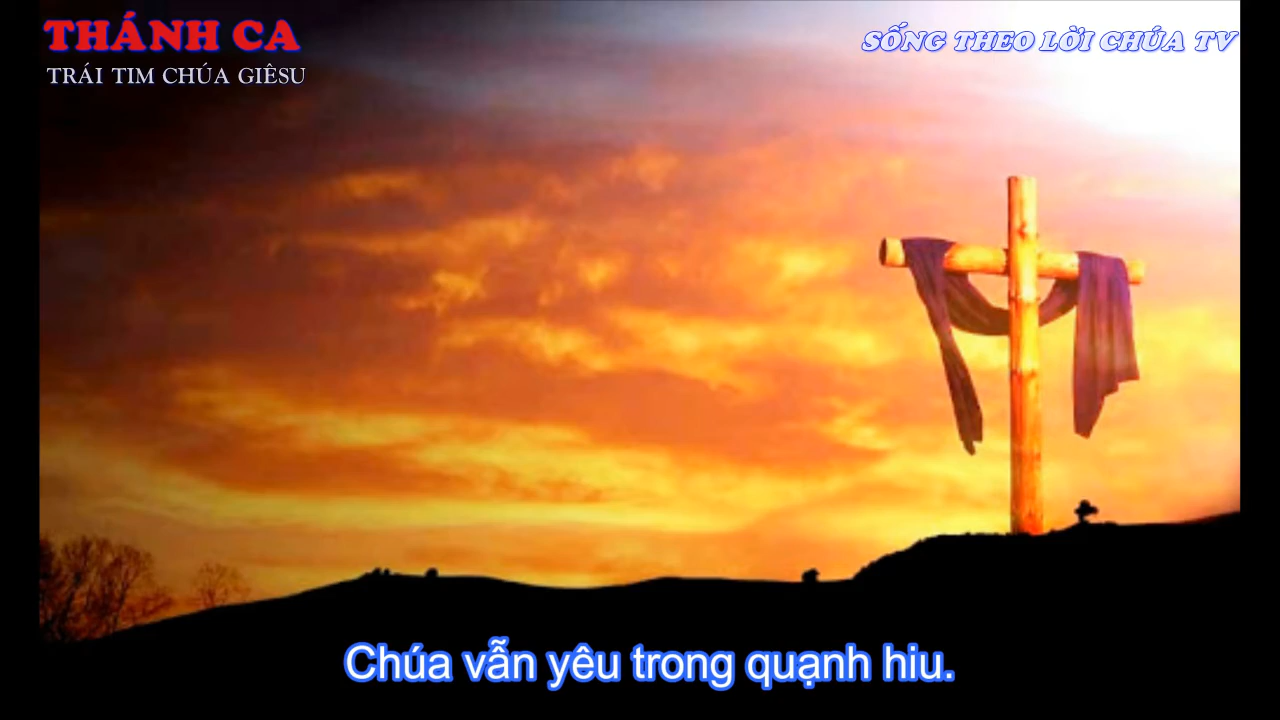 THÁNH CA
TRÁI TIM CHÚA GIÊSU
SỐNG THEO LỜI CHÚA TV
Chúa vẫn yêu trong quạnh hiu.